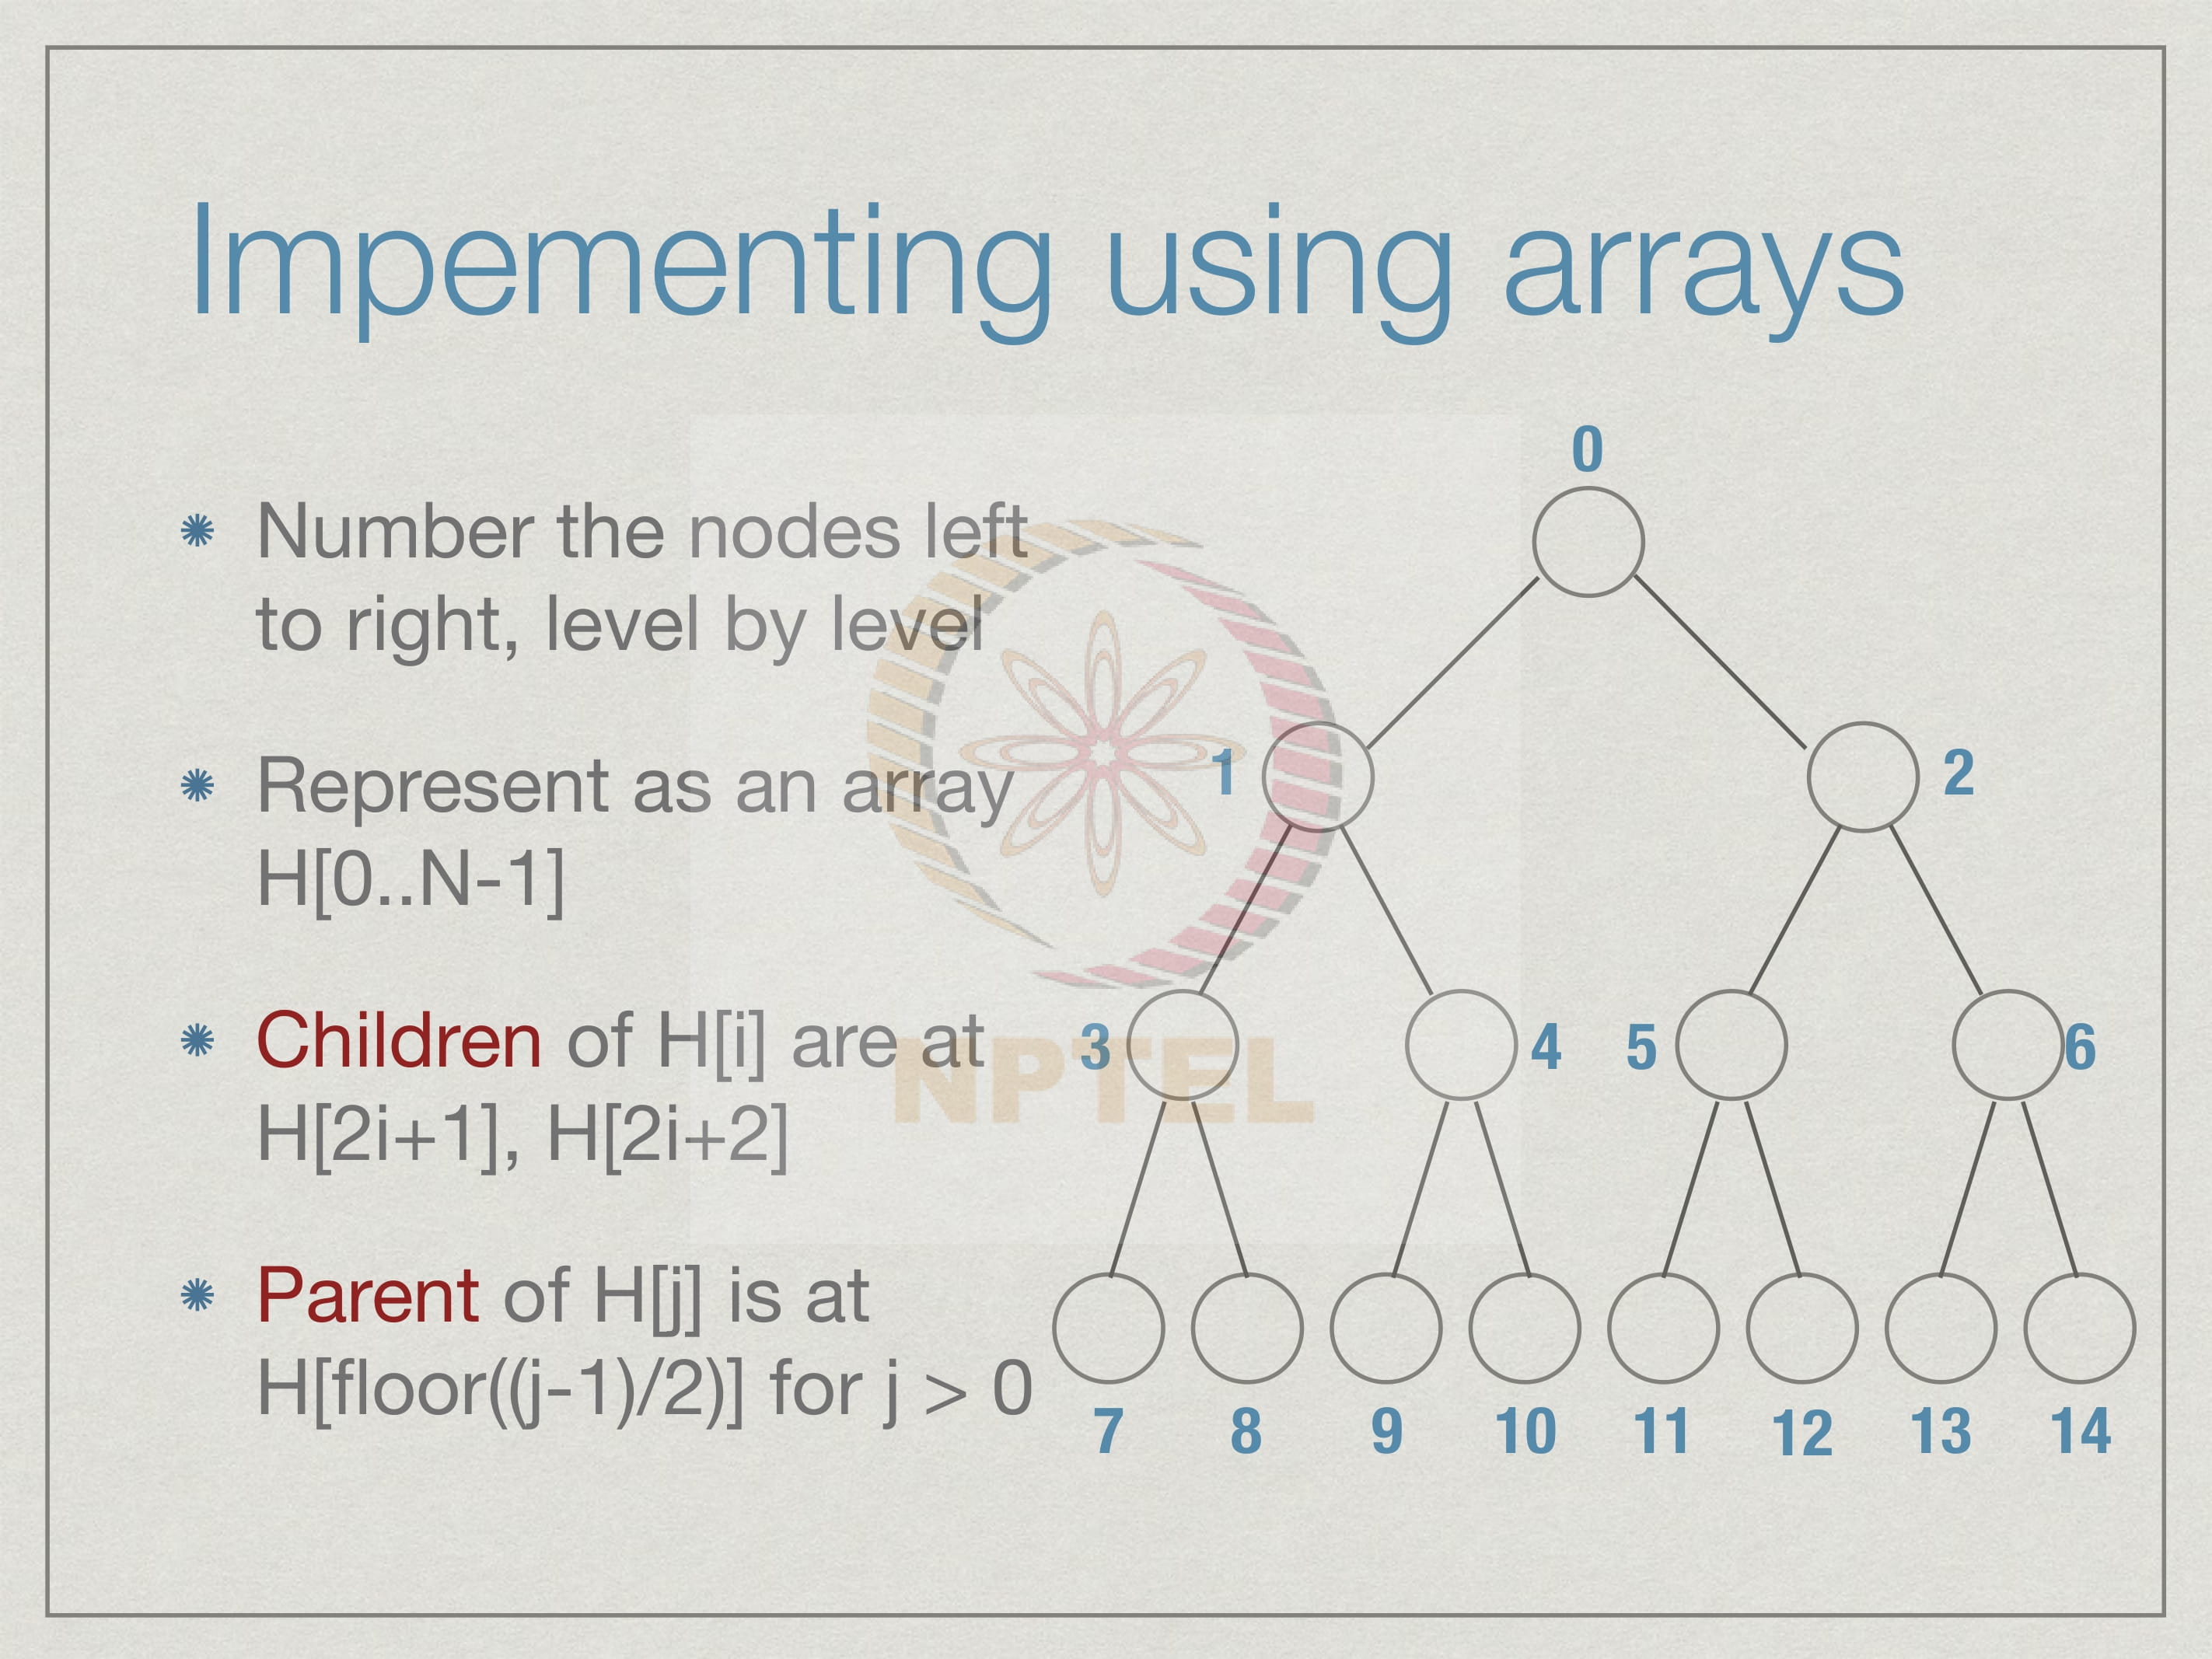 Impementing using arrays
Number the nodes left
to right, level by level
Represent as an array
H[0..N-1]
Children of H[i] are at
H[2i+1], H[2i+2]
Parent of H[j] is at
H[floor((j-1)/2)] for j > 0
0
1 2
3 4 5 6
7 8 9 10 11 12 13 14
NPTEL